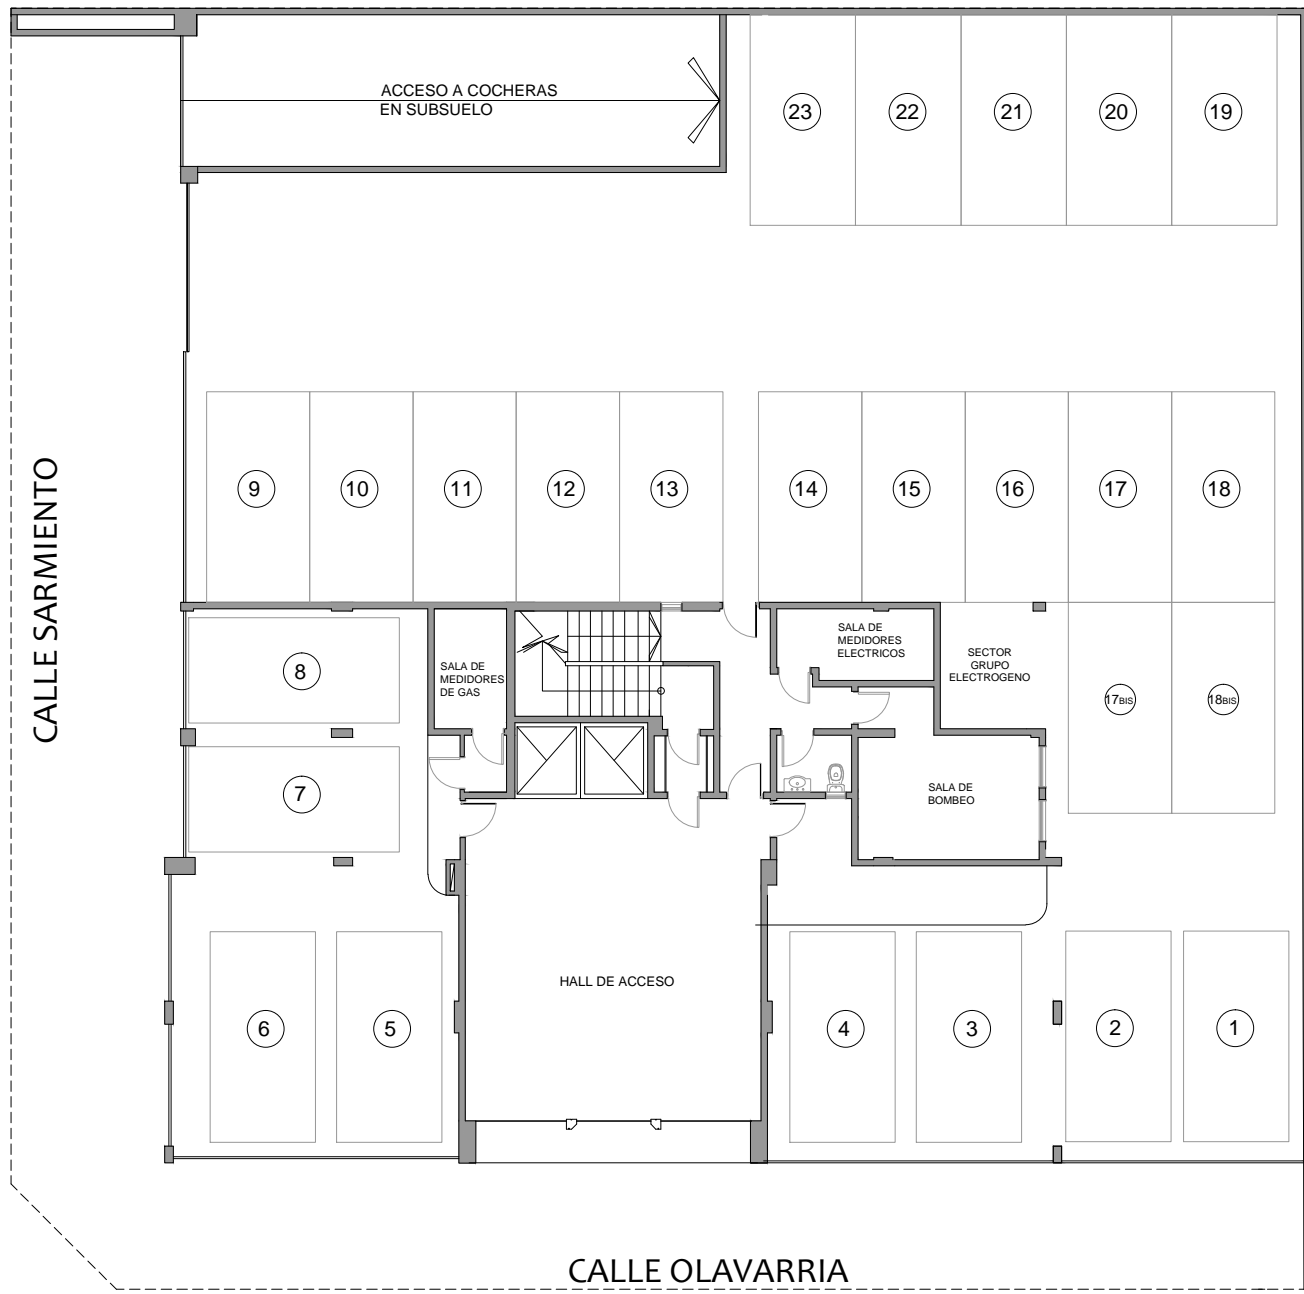 ACCESO A COCHERAS
EN SUBSUELO
23
22
21
20
19
CALLE SARMIENTO
9
10
11
12
13
14
15
16
17
18
8
SALA DE
MEDIDORES
DE GAS
SALA DE
MEDIDORES
ELECTRICOS
SECTOR
GRUPO
ELECTROGENO
17BIS
18BIS
7
SALA DE
BOMBEO
HALL DE ACCESO
6
5
4
3
2
1
CALLE OLAVARRIA